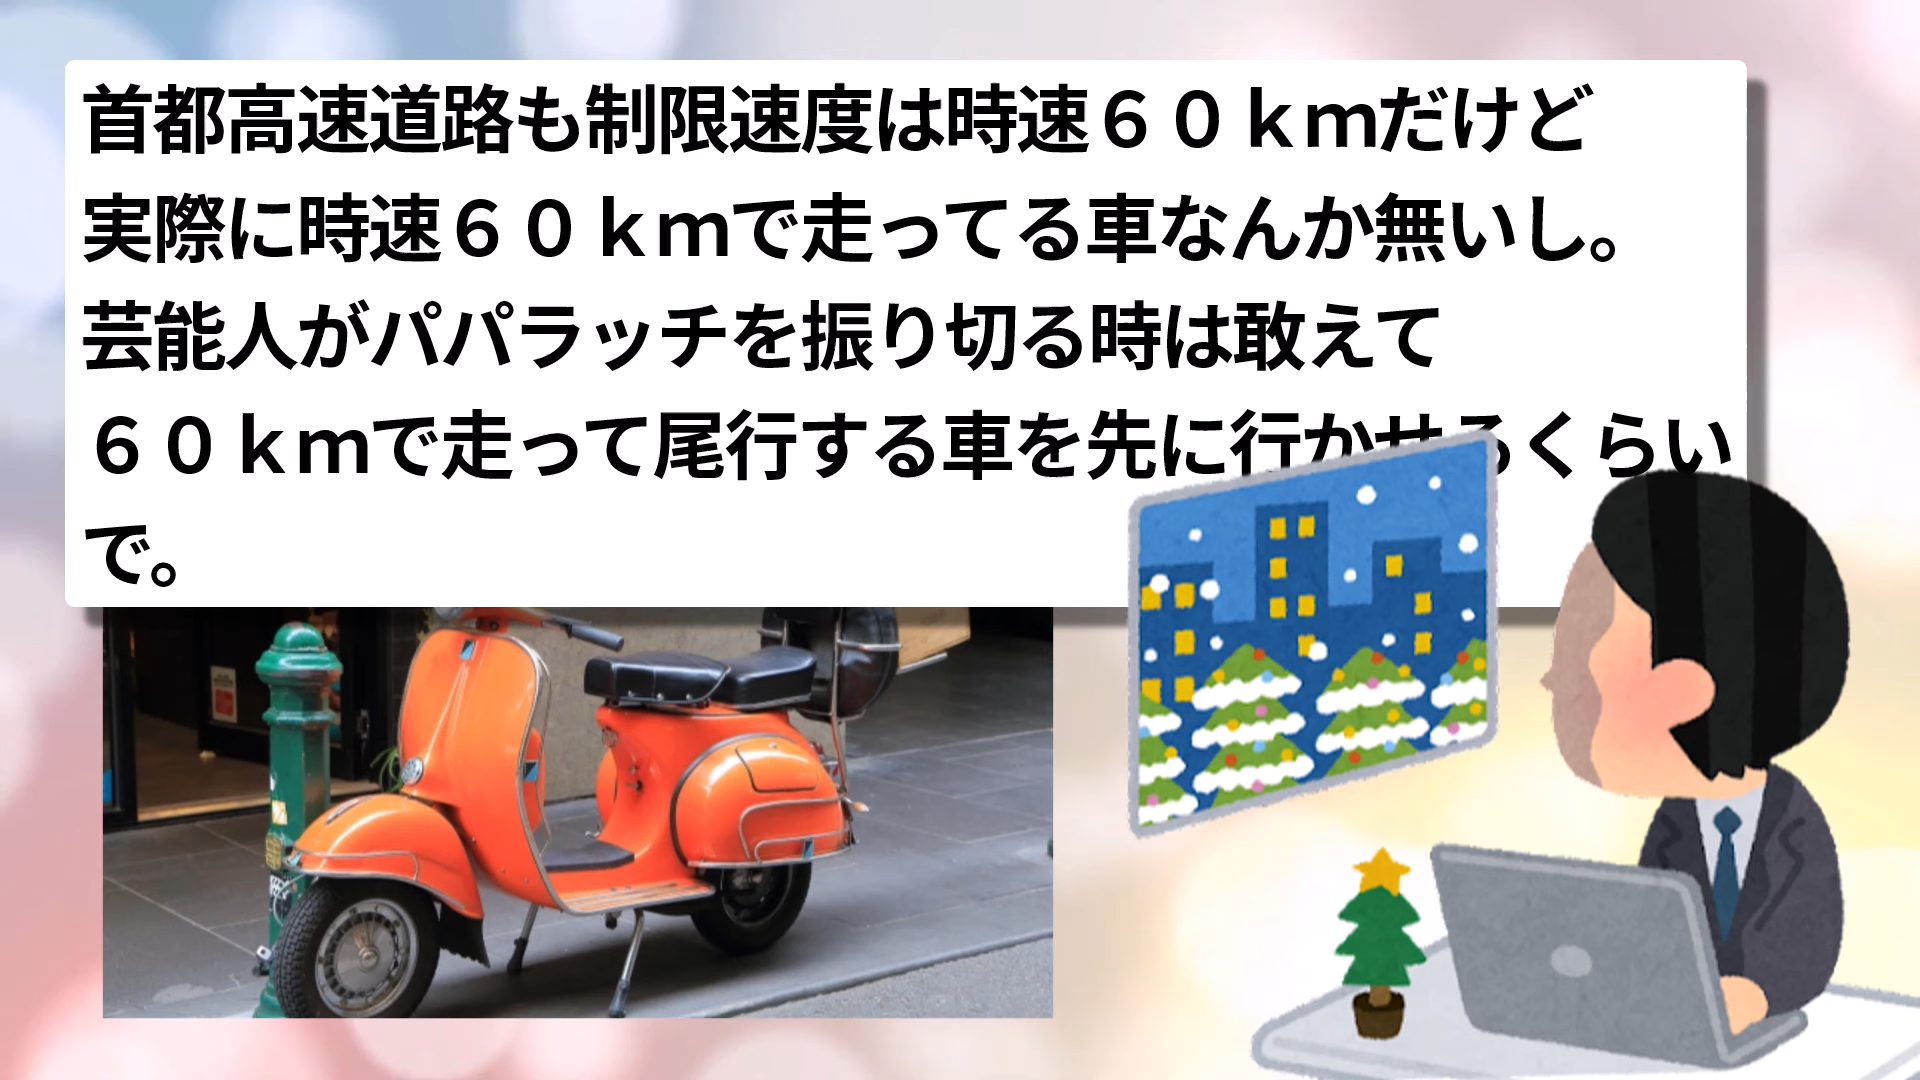 首都高速道路も制限速度は時速６０ｋｍだけど
実際に時速６０ｋｍで走ってる車なんか無いし。
芸能人がパパラッチを振り切る時は敢えて
６０ｋｍで走って尾行する車を先に行かせるくらい
で。